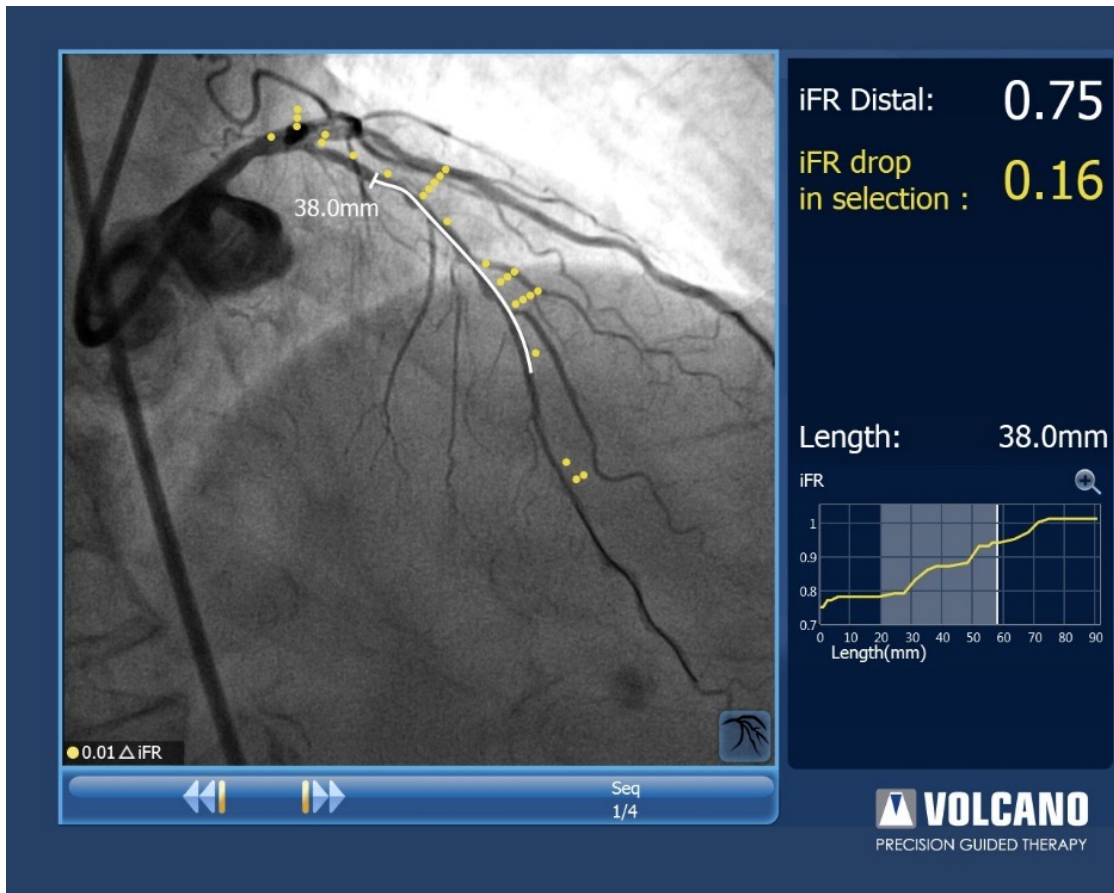 iFR Distal: 0.75
iFR drop
in selection : 0.16
38.0mm
Length: 38.0mm
iFR
1
0.9
0.8
0.7
0 10 20 30 40 50 60 70 80 90
Length(mm)
0.01 △ iFR
Seq
1/4
VOLCANO
PRECISION GUIDED THERAPY